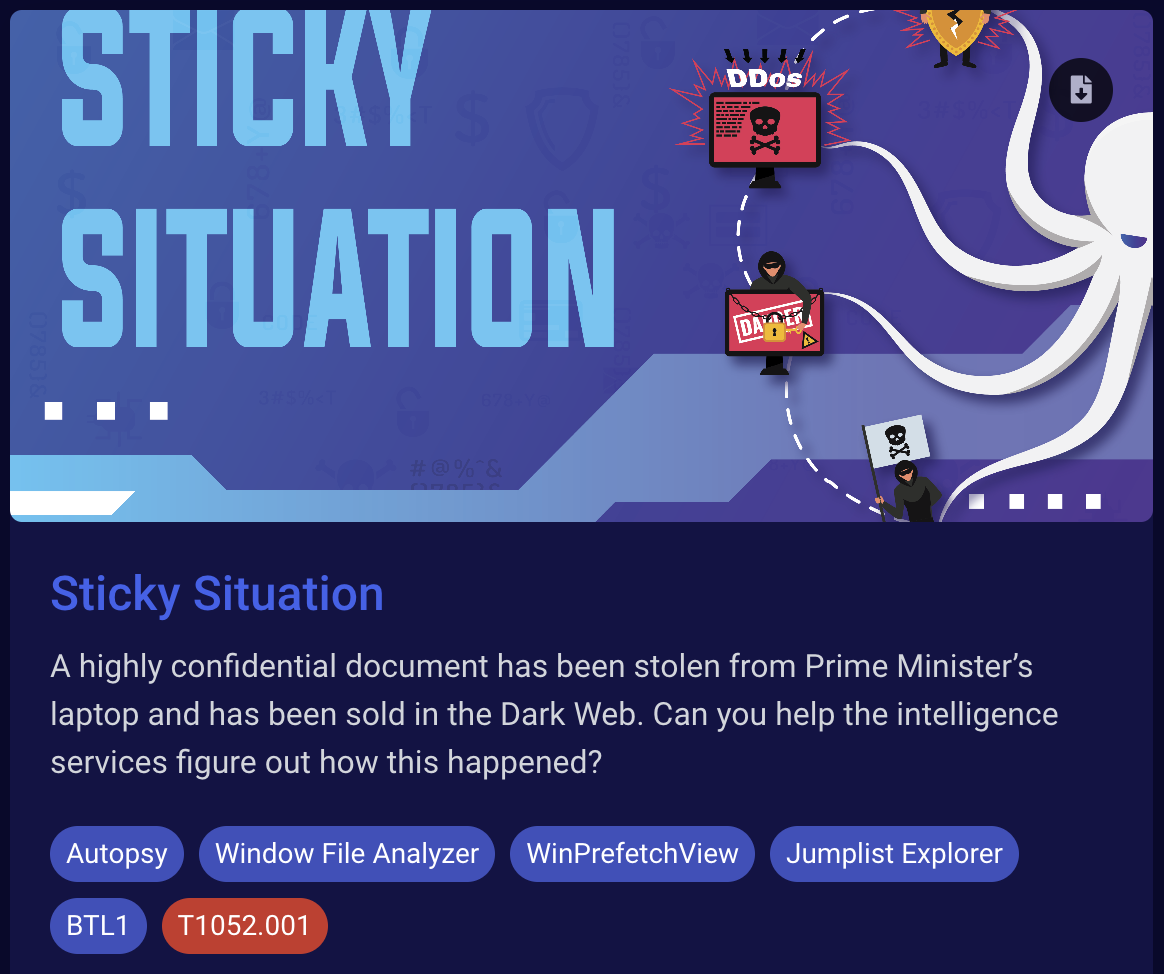 STICKY
DDos
SITUATION
DANGER
#@%~&
Sticky Situation
A highly confidential document has been stolen from Prime Minister’s
laptop and has been sold in the Dark Web. Can you help the intelligence
services figure out how this happened?
Autopsy
Window File Analyzer
WinPrefetchView
Jumplist Explorer
BTL1
T1052.001